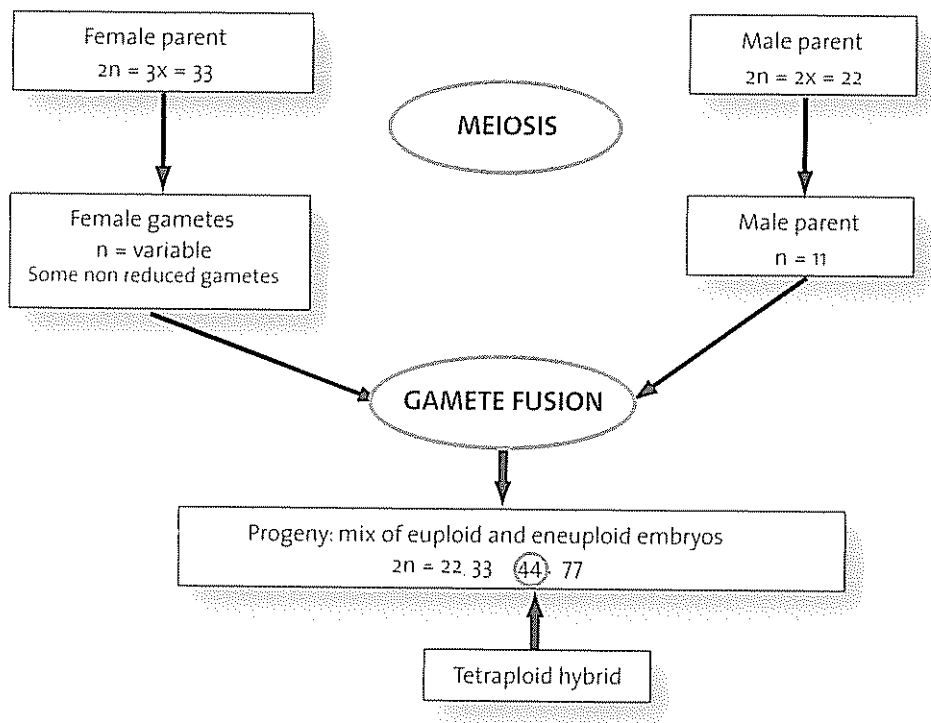 Female parent
2n = 3x = 33
Male parent
2n = 2x = 22
MEIOSIS
Female gametes
n = variable
Some non reduced gametes
Male parent
n = 11
GAMETE FUSION
Progeny: mix of euploid and eneuploid embryos
2n = 22, 33 44, 77
Tetraploid hybrid